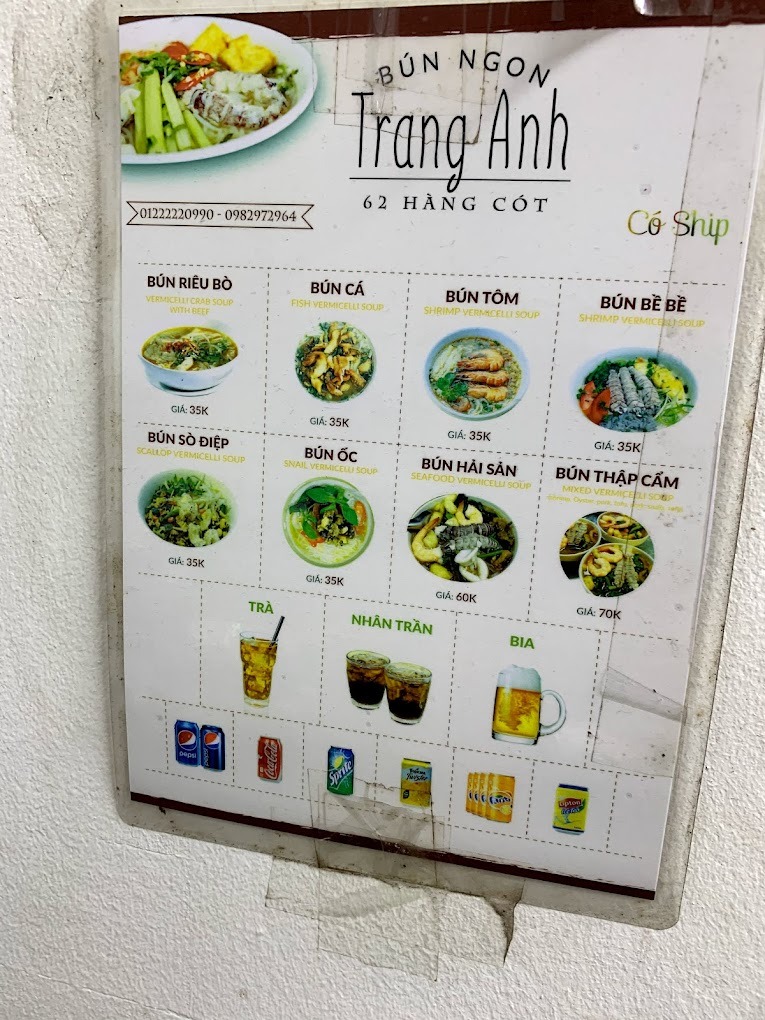 BÚN NGON
Trang Anh
62 HÀNG CÓT
01222220990 - 0982972964
Có Ship
BÚN RIÊU BÒ
VERMICELLI CRAB SOUP
WITH BEEF
GIÁ: 35K
BÚN CÁ
FISH VERMICELLI SOUP
GIÁ: 35K
BÚN TÔM
SHRIMP VERMICELLI SOUP
GIÁ: 35K
BÚN BỀ BỀ
SHRIMP VERMICELLI SOUP
GIÁ: 35K
BÚN SÒ ĐIỆP
SCALLOP VERMICELLI SOUP
GIÁ: 35K
BÚN ỐC
SNAIL VERMICELLI SOUP
GIÁ: 35K
BÚN HẢI SẢN
SEAFOOD VERMICELLI SOUP
GIÁ: 60K
BÚN THẬP CẨM
MIXED VERMICELLI SOUP
GIÁ: 70K
TRÀ
NHÂN TRẦN
BIA
pepsi
pepsi
Coca-Cola
Sprite
Twister
Fanta
Lipton